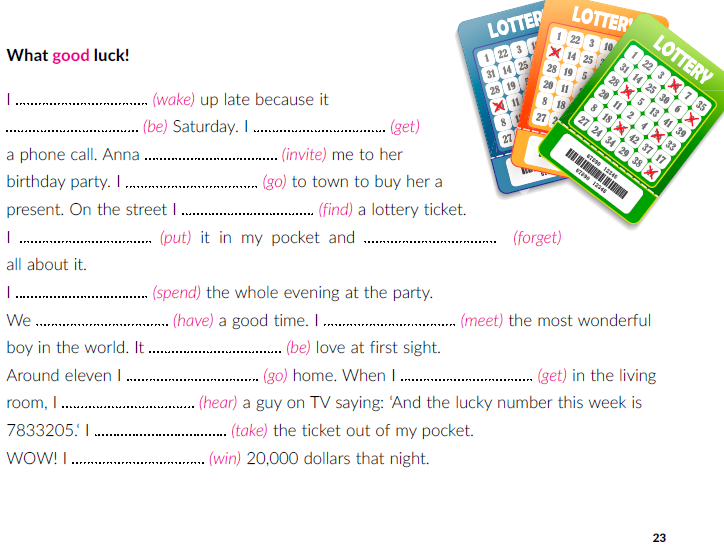 What good luck!
LOTTERY
LOTTERY
LOTTERY
I ........................... (wake) up late because it
........................... (be) Saturday. I ........................... (get)
a phone call. Anna ........................... (invite) me to her
birthday party. I ........................... (go) to town to buy her a
present. On the street I ........................... (find) a lottery ticket.
I ........................... (put) it in my pocket and ........................... (forget)
all about it.
I ........................... (spend) the whole evening at the party.
We ........................... (have) a good time. I ........................... (meet) the most wonderful
boy in the world. It ........................... (be) love at first sight.
Around eleven I ........................... (go) home. When I ........................... (get) in the living
room, I ........................... (hear) a guy on TV saying: ‘And the lucky number this week is
7833205.‘ I ........................... (take) the ticket out of my pocket.
WOW! I ........................... (win) 20,000 dollars that night.
23